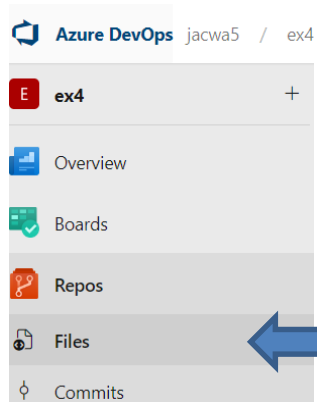 Azure DevOps jacwa5 / ex4
E ex4 +
Overview
Boards
Repos
Files
Commits